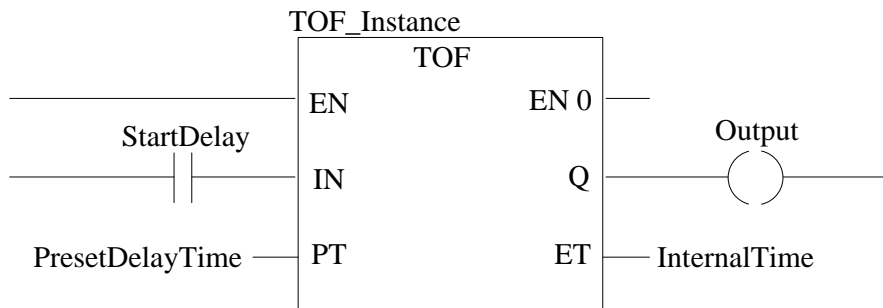 TOF_Instance
TOF
EN
EN 0
StartDelay
Output
IN
Q
PresetDelayTime
PT
ET
InternalTime